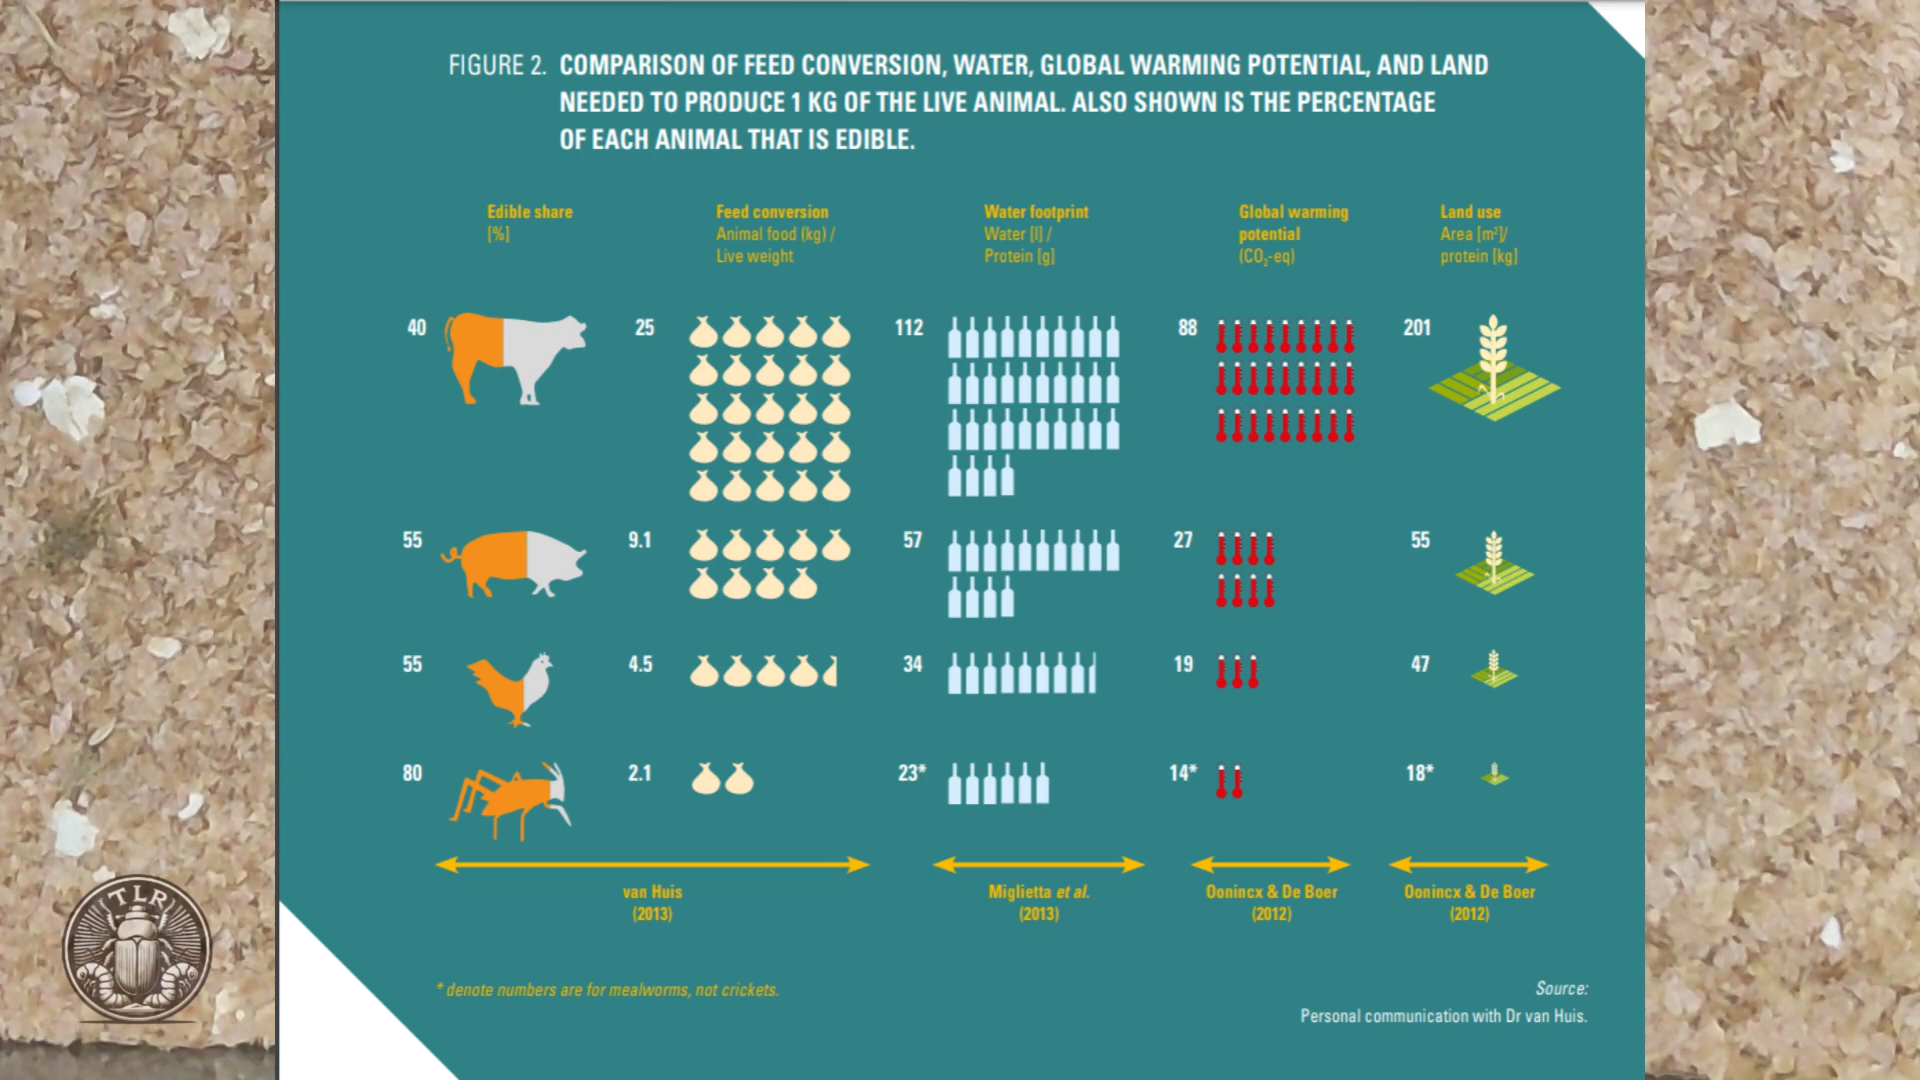 FIGURE 2. COMPARISON OF FEED CONVERSION, WATER, GLOBAL WARMING POTENTIAL, AND LAND
NEEDED TO PRODUCE 1 KG OF THE LIVE ANIMAL. ALSO SHOWN IS THE PERCENTAGE
OF EACH ANIMAL THAT IS EDIBLE.
Edible share
[%]
Feed conversion
Animal food (kg) /
Live weight
Water footprint
Water [l] /
Protein [g]
Global warming
potential
(CO₂-eq)
Land use
Area [m²]/
protein [kg]
40 25 112 88 201
55 9.1 57 27 55
55 4.5 34 19 47
80 2.1 23* 14* 18*
van Huis
(2013)
Miglietta et al.
(2013)
Oonincx & De Boer
(2012)
Oonincx & De Boer
(2012)
* denote numbers are for mealworms, not crickets.
Source:
Personal communication with Dr van Huis.
TLR